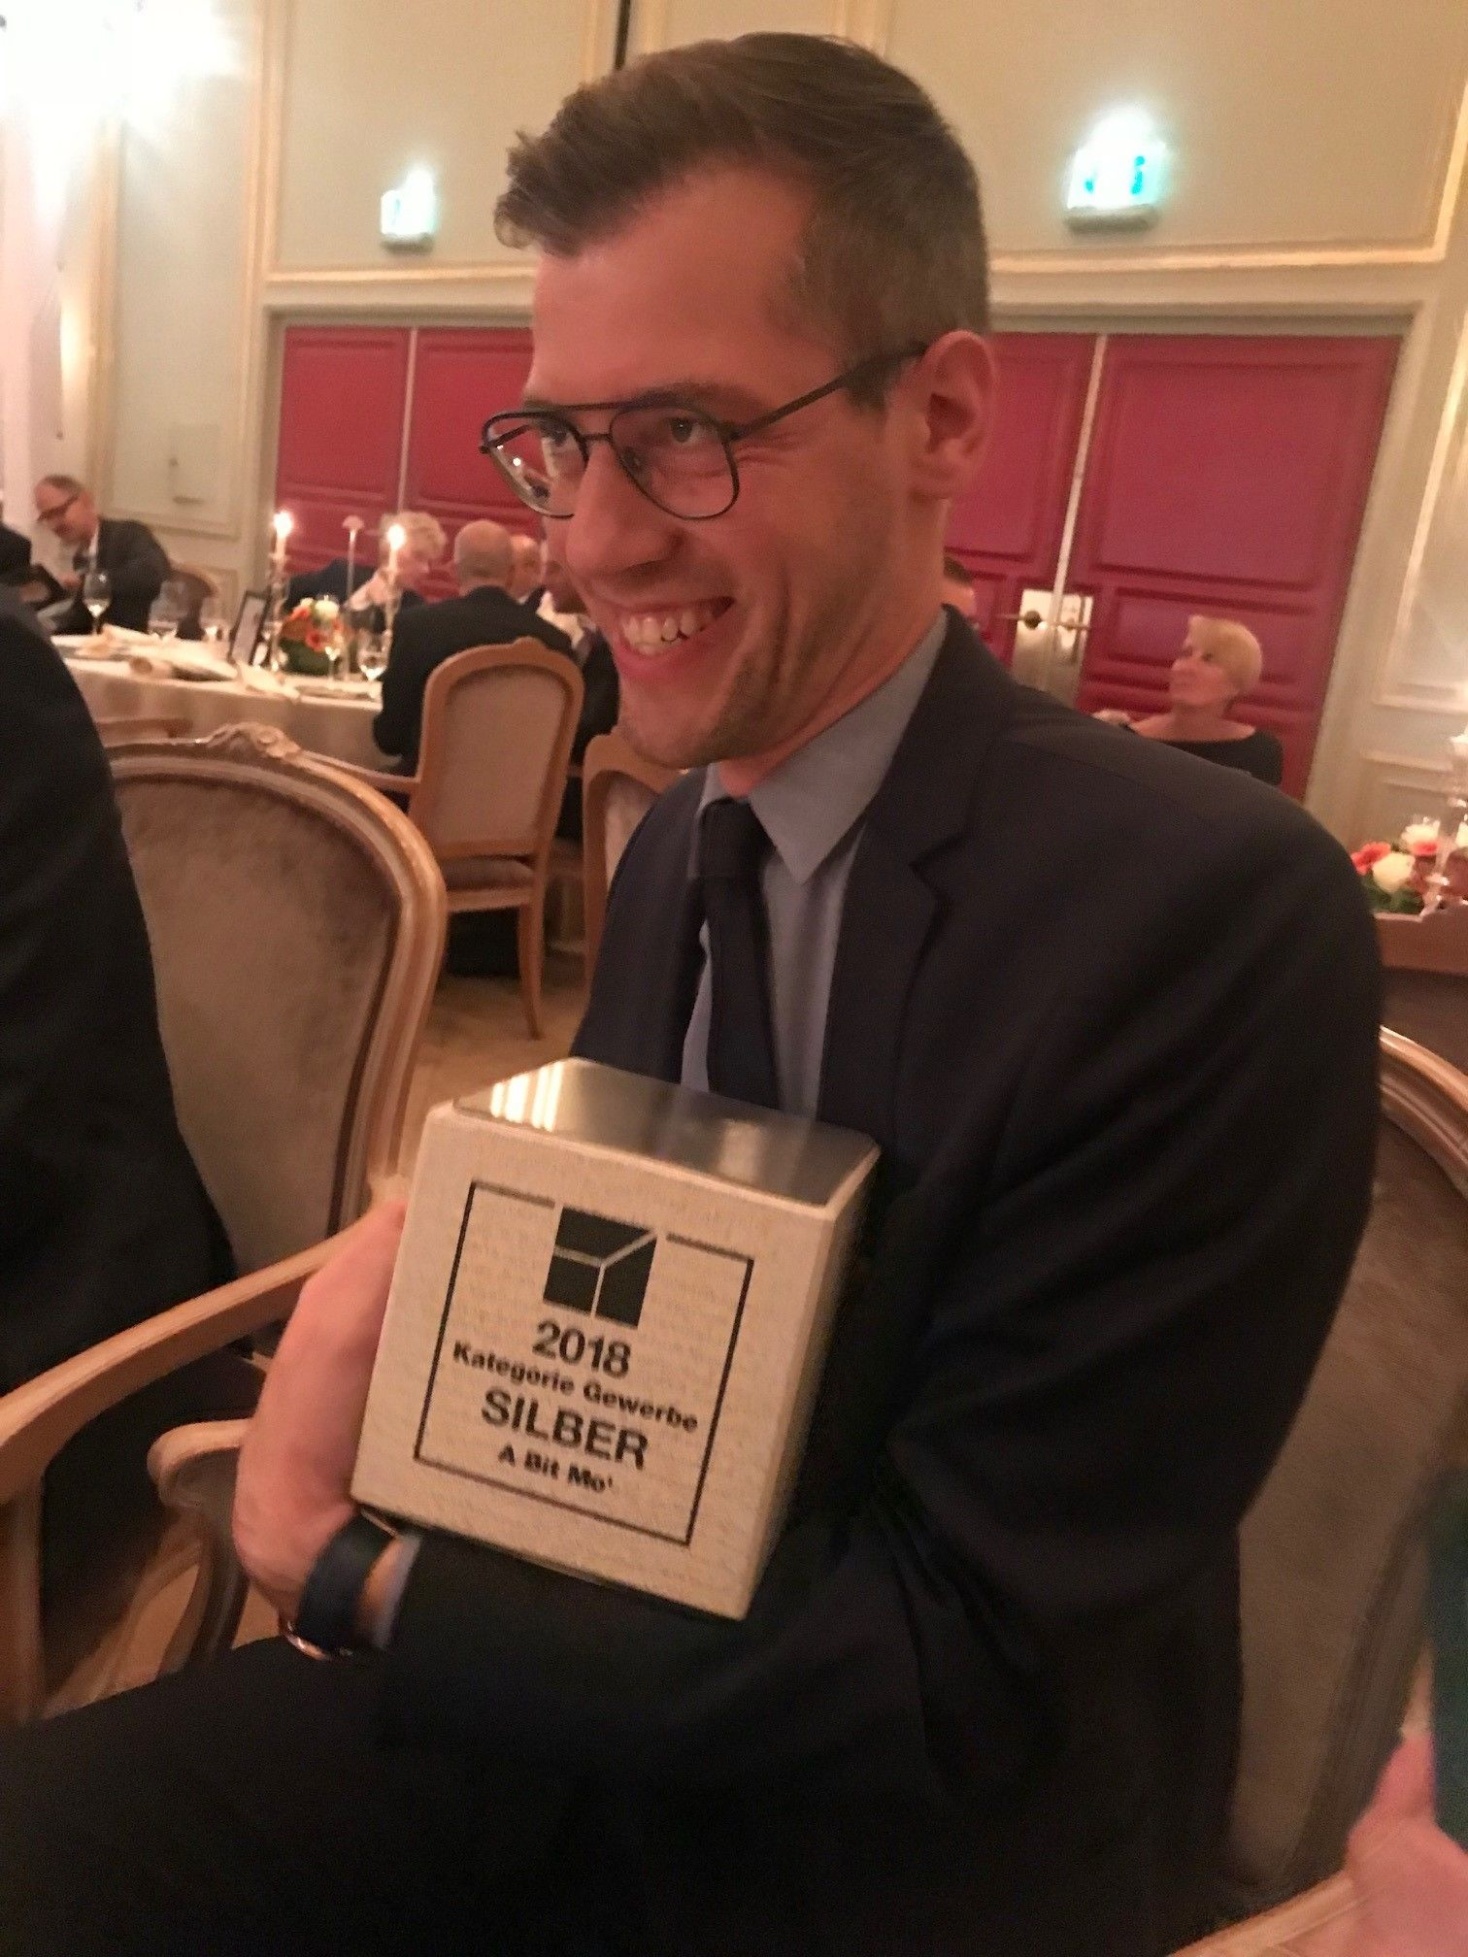 2018
Kategorie Gewerbe
SILBER
A Bit Mo'